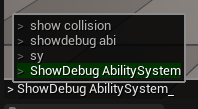 > show collision
> showdebug abi
> sy
> ShowDebug AbilitySystem
> ShowDebug AbilitySystem_